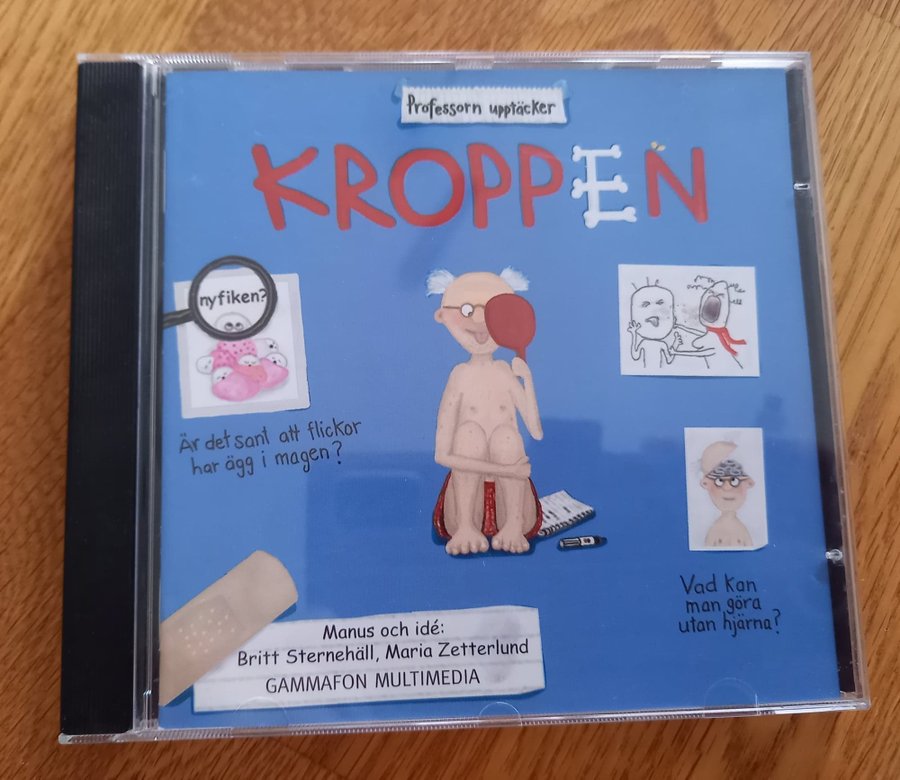 Professorn upptäcker
KROPPEN
nyfiken?
Är det sant att flickor
har ägg i magen?
Vad kan
man göra
utan hjärna?
Manus och idé:
Britt Sternehäll, Maria Zetterlund
GAMMAFON MULTIMEDIA